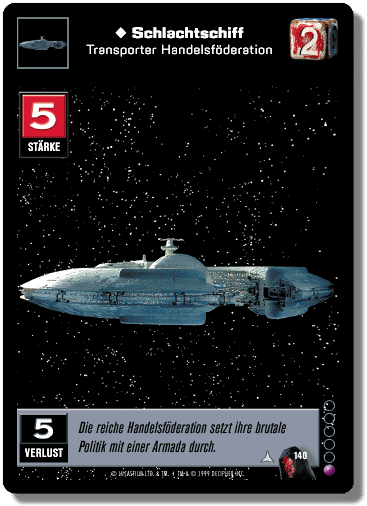 ◆ Schlachtschiff
Transporter Handelsföderation
2
5
STÄRKE
5
VERLUST
Die reiche Handelsföderation setzt ihre brutale
Politik mit einer Armada durch.
140
© LUCASFILM LTD. & TM. ® TM & © 1999 DECIPHER INC.